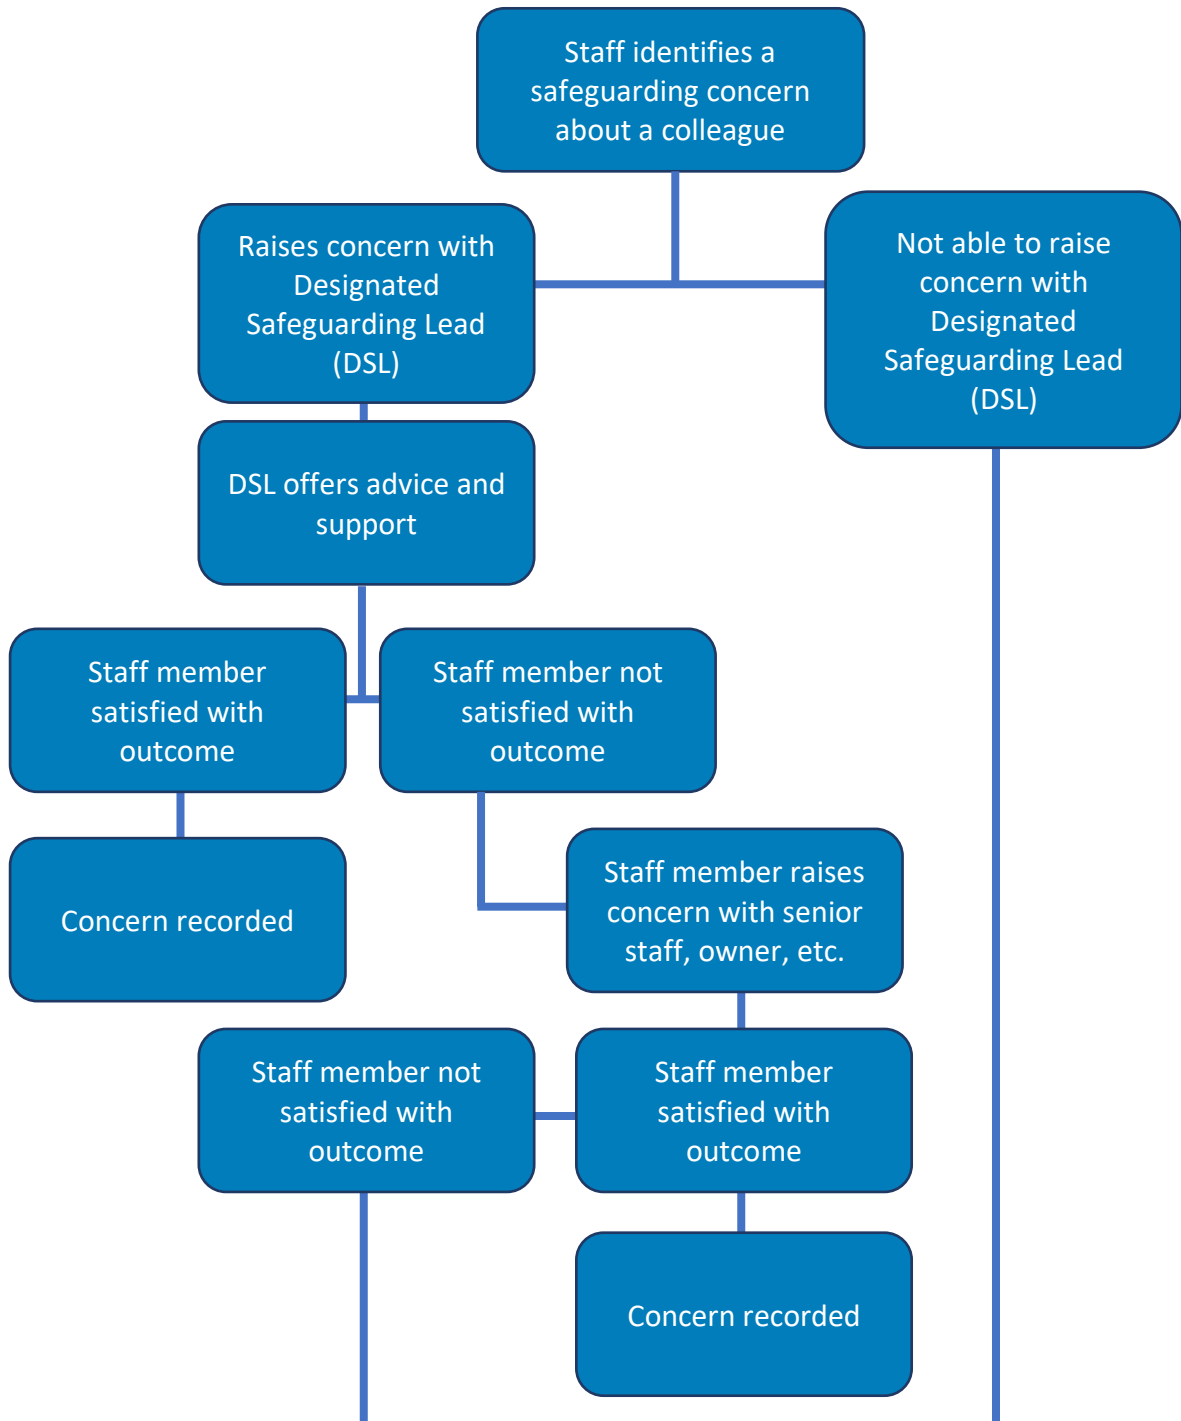 Staff identifies a
safeguarding concern
about a colleague
Raises concern with
Designated
Safeguarding Lead
(DSL)
Not able to raise
concern with
Designated
Safeguarding Lead
(DSL)
DSL offers advice and
support
Staff member
satisfied with
outcome
Staff member not
satisfied with
outcome
Concern recorded
Staff member raises
concern with senior
staff, owner, etc.
Staff member not
satisfied with
outcome
Staff member
satisfied with
outcome
Concern recorded